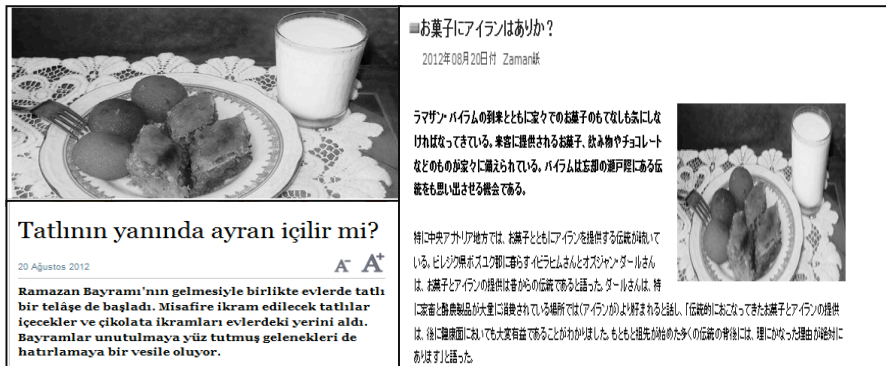 Tatlının yanında ayran içilir mi?
20 Ağustos 2012
A- A+
Ramazan Bayramı'nın gelmesiyle birlikte evlerde tatlı
bir telâşe de başladı. Misafire ikram edilecek tatlılar
içecekler ve çikolata ikramları evlerdeki yerini aldı.
Bayramlar unutulmaya yüz tutmuş gelenekleri de
hatırlamaya bir vesile oluyor.
お菓子にアイランはありか?
2012年08月20日付 Zaman紙
ラマザン・バイラムの到来とともに家々でのお菓子のもてなしも気にしな
ければなってきている。来客に提供されるお菓子、飲み物やチョコレート
などのものが家々に備えられている。バイラムは忘却の瀬戸際にある伝
統をも思い出させる機会である。
特に中央アナトリア地方では、お菓子とともにアイランを提供する伝統が続いて
いる。ビレジク県ボズユク郡に暮らすイビラヒムさんとオズジャン・ダールさん
は、お菓子とアイランの提供は昔からの伝統であると語った。ダールさんは、特
に家畜と酪農製品が大量に消費されている場所では(アイランが)より好まれると話し、「伝統的におこなってきたお菓子とアイランの提供
は、後に健康面においても大変有益であることがわかりました。もともと祖先が始めた多くの伝統の背後には、理にかなった理由が絶対に
あります」と語った。